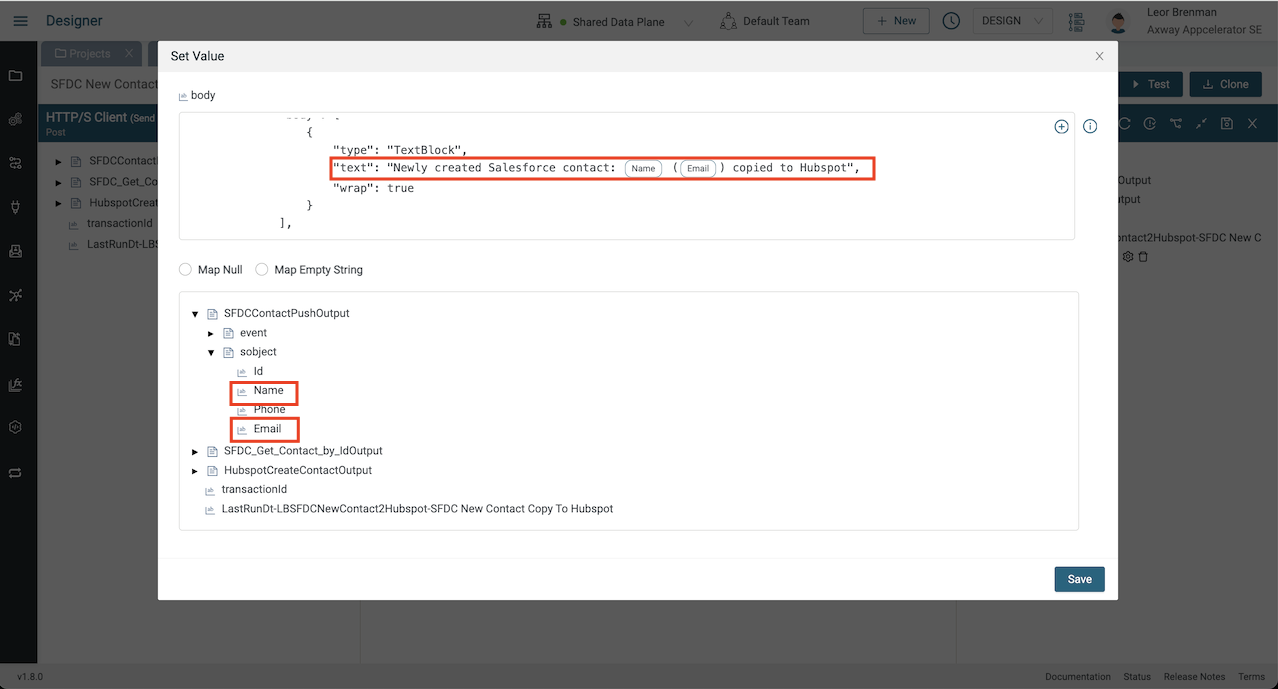 Designer
Shared Data Plane
Default Team
New
DESIGN
Leor Brenman
Axway Appcelerator SE
Projects
SFDC New Contact
Test
Clone
HTTP/S Client (Send
Post
SFDCContact
SFDC_Get_Co
HubspotCreat
transactionId
LastRunDt-LBS
Set Value
body
{
"type": "TextBlock",
"text": "Newly created Salesforce contact: Name ( Email ) copied to Hubspot",
"wrap": true
}
],
Map Null
Map Empty String
SFDCContactPushOutput
event
sobject
Id
Name
Phone
Email
SFDC_Get_Contact_by_IdOutput
HubspotCreateContactOutput
transactionId
LastRunDt-LBSFDCNewContact2Hubspot-SFDC New Contact Copy To Hubspot
Save
Output
tput
ntact2Hubspot-SFDC New C
v1.8.0
Documentation
Status
Release Notes
Terms